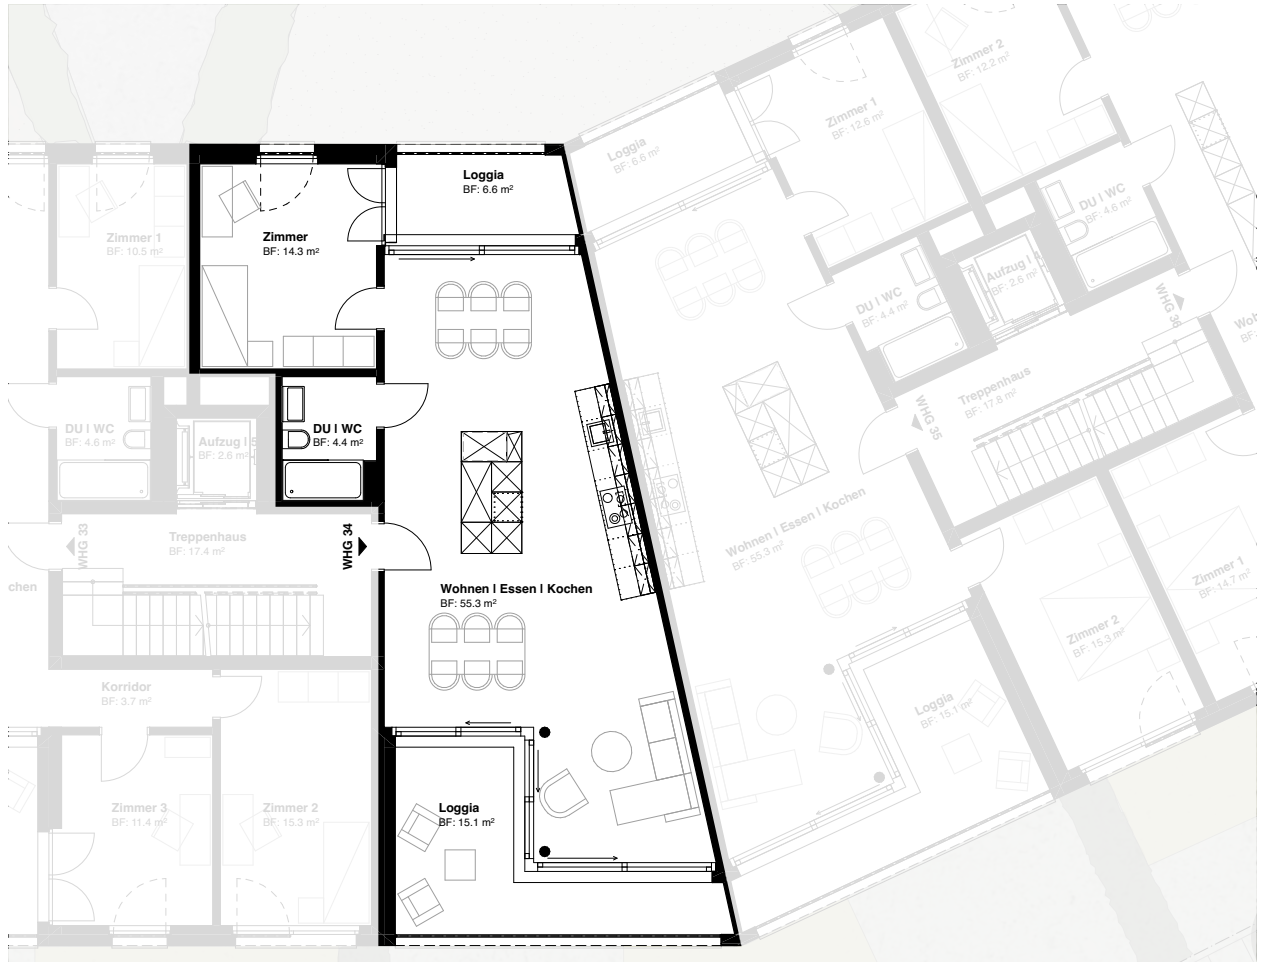 Zimmer 2
BF: 12.2 m²
Zimmer 1
BF: 12.6 m²
Loggia
BF: 6.6 m²
Loggia
BF: 6.6 m²
DU I WC
BF: 4.6 m²
Zimmer 1
BF: 10.5 m²
Zimmer
BF: 14.3 m²
Aufzug I 4
BF: 2.6 m²
DU I WC
BF: 4.4 m²
WHG 36
Woh
BF:
Treppenhaus
BF: 17.8 m²
WHG 35
DU I WC
BF: 4.6 m²
Aufzug I 5
BF: 2.6 m²
DU I WC
BF: 4.4 m²
WHG 33
Treppenhaus
BF: 17.4 m²
WHG 34
Wohnen I Essen I Kochen
BF: 55.3 m²
chen
Wohnen I Essen I Kochen
BF: 55.3 m²
Zimmer 1
BF: 14.7 m²
Zimmer 2
BF: 15.3 m²
Korridor
BF: 3.7 m²
Loggia
BF: 15.1 m²
Zimmer 3
BF: 11.4 m²
Zimmer 2
BF: 15.3 m²
Loggia
BF: 15.1 m²